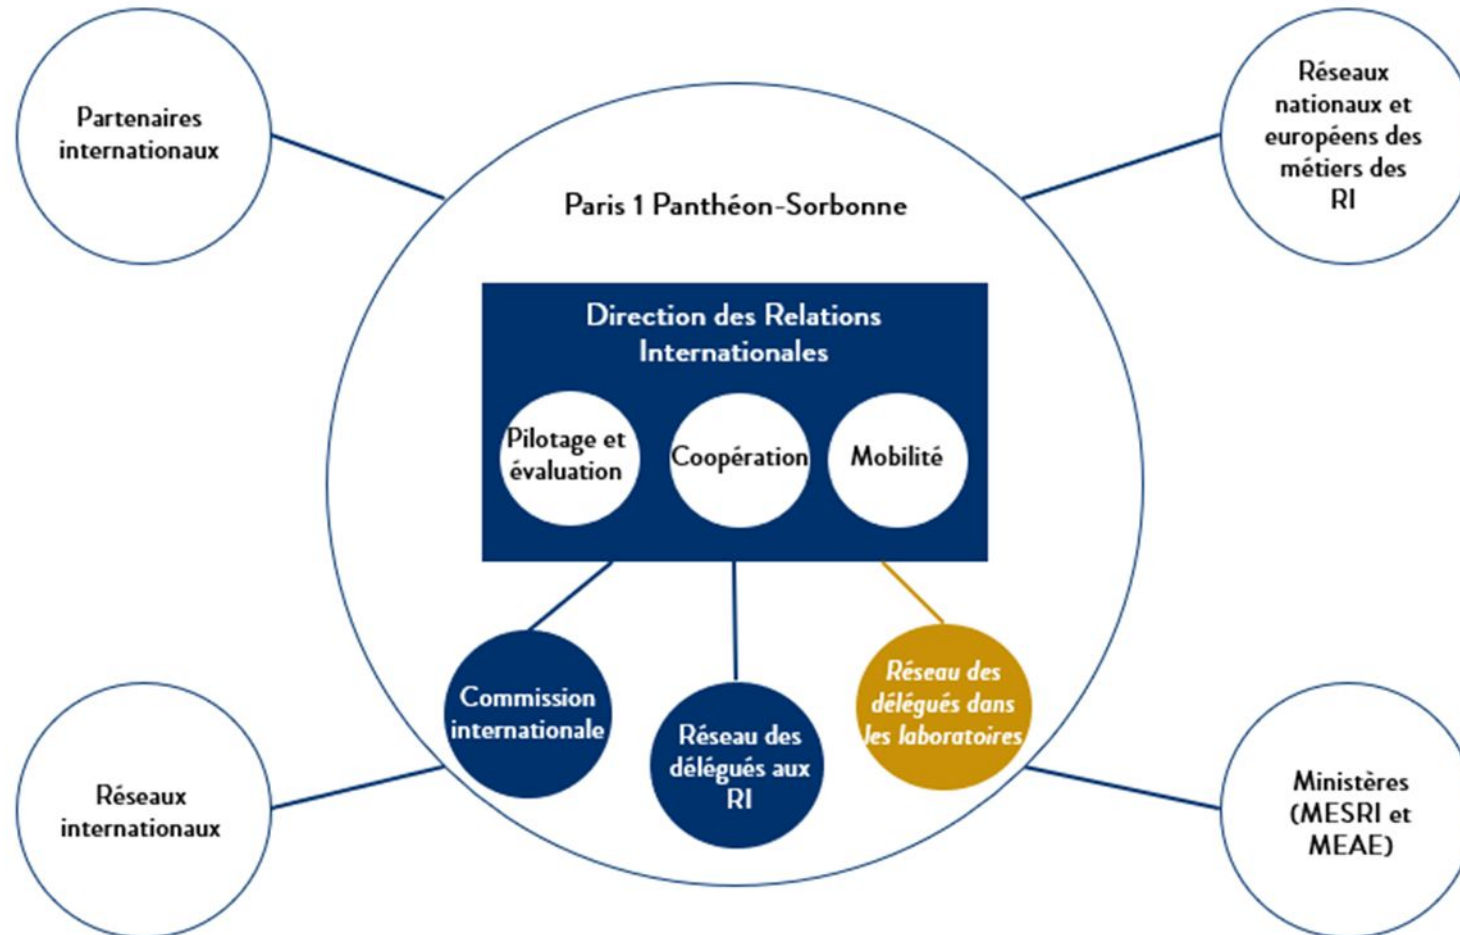 Partenaires
internationaux
Réseaux
nationaux et
européens des
métiers des
RI
Paris 1 Panthéon-Sorbonne
Direction des Relations
Internationales
Pilotage et
évaluation
Coopération
Mobilité
Commission
internationale
Réseau des
délégués aux
RI
Réseau des
délégués dans
les laboratoires
Réseaux
internationaux
Ministères
(MESRI et
MEAE)